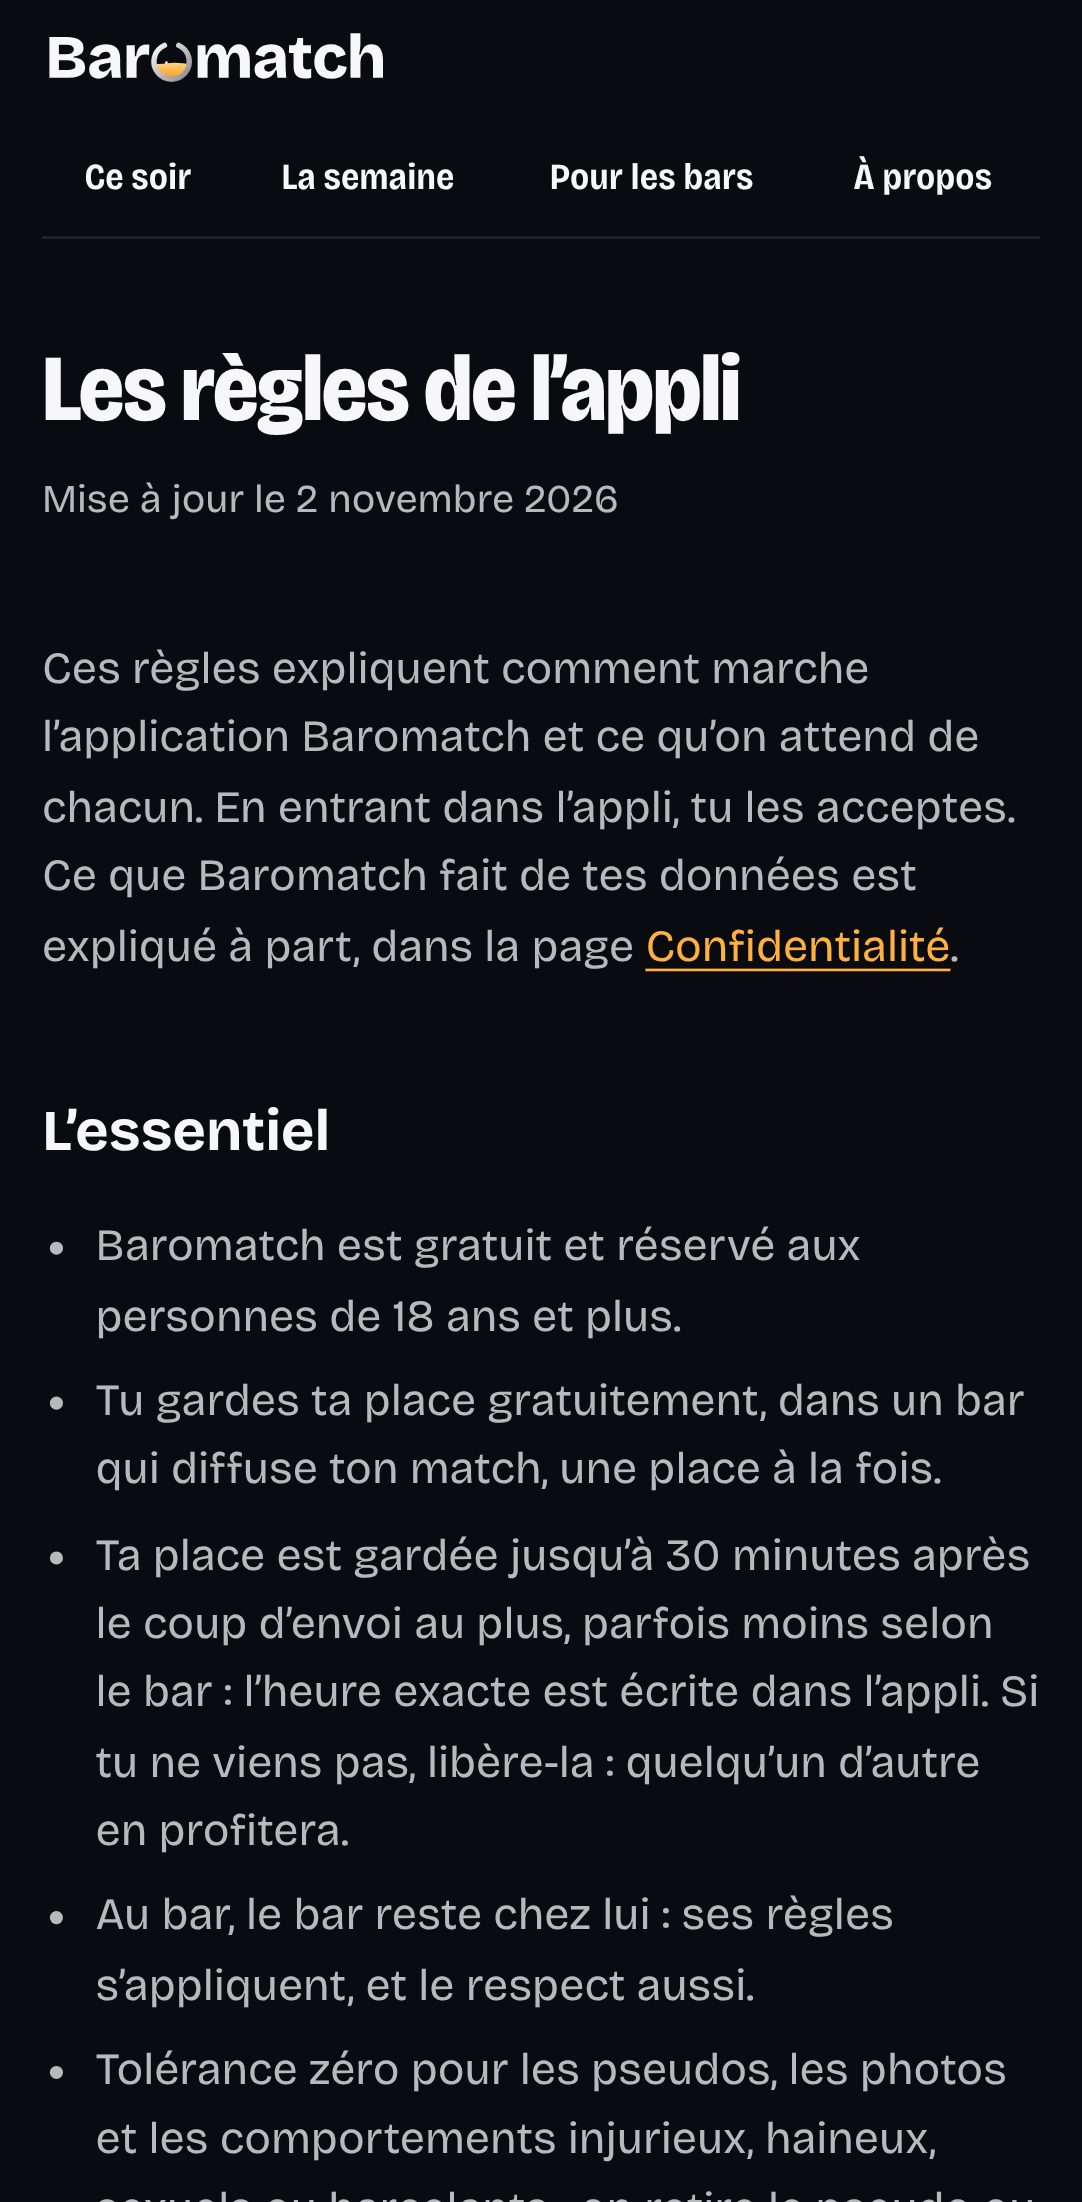 Baromatch
Ce soir
La semaine
Pour les bars
À propos
Les règles de l’appli
Mise à jour le 2 novembre 2026
Ces règles expliquent comment marche
l’application Baromatch et ce qu’on attend de
chacun. En entrant dans l’appli, tu les acceptes.
Ce que Baromatch fait de tes données est
expliqué à part, dans la page Confidentialité.
L’essentiel
• Baromatch est gratuit et réservé aux
personnes de 18 ans et plus.
• Tu gardes ta place gratuitement, dans un bar
qui diffuse ton match, une place à la fois.
• Ta place est gardée jusqu’à 30 minutes après
le coup d’envoi au plus, parfois moins selon
le bar : l’heure exacte est écrite dans l’appli. Si
tu ne viens pas, libère-la : quelqu’un d’autre
en profitera.
• Au bar, le bar reste chez lui : ses règles
s’appliquent, et le respect aussi.
• Tolérance zéro pour les pseudos, les photos
et les comportements injurieux, haineux,